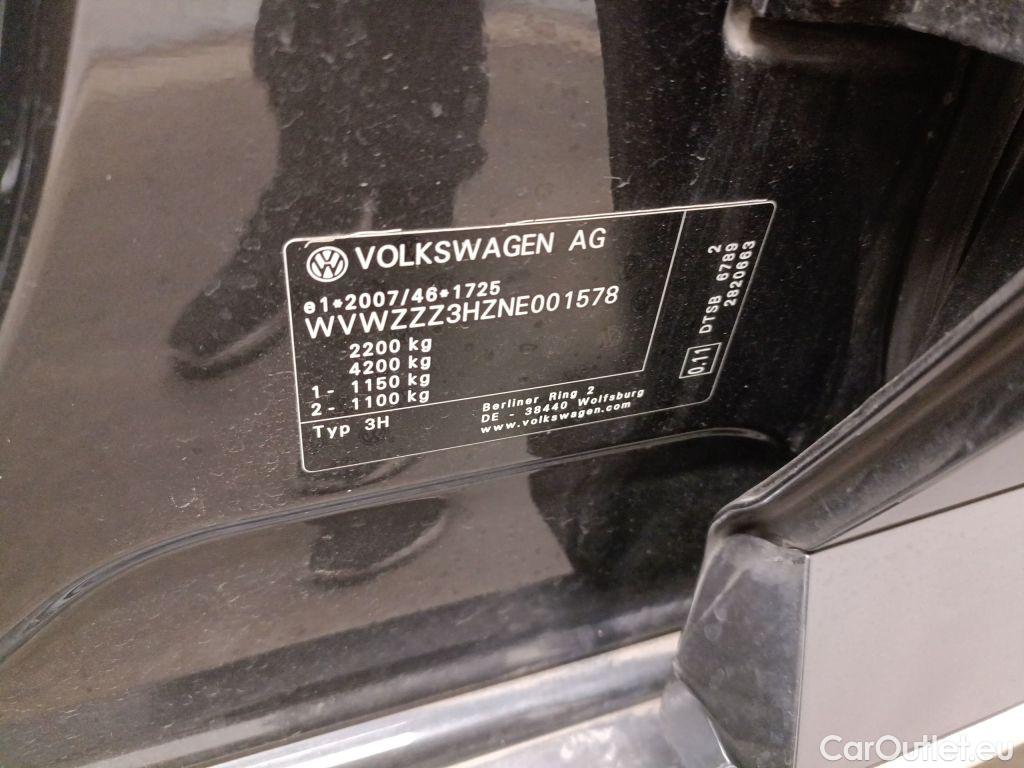 VOLKSWAGEN AG
e1*2007/46*1725
WVWZZZ3HZNE001578
2200 kg
4200 kg
1- 1150 kg
2- 1100 kg
Typ 3H
Berliner Ring 2
DE - 38440 Wolfsburg
www.volkswagen.com
0,11 DTSB 6789 2
2820663
CarOutlet.eu